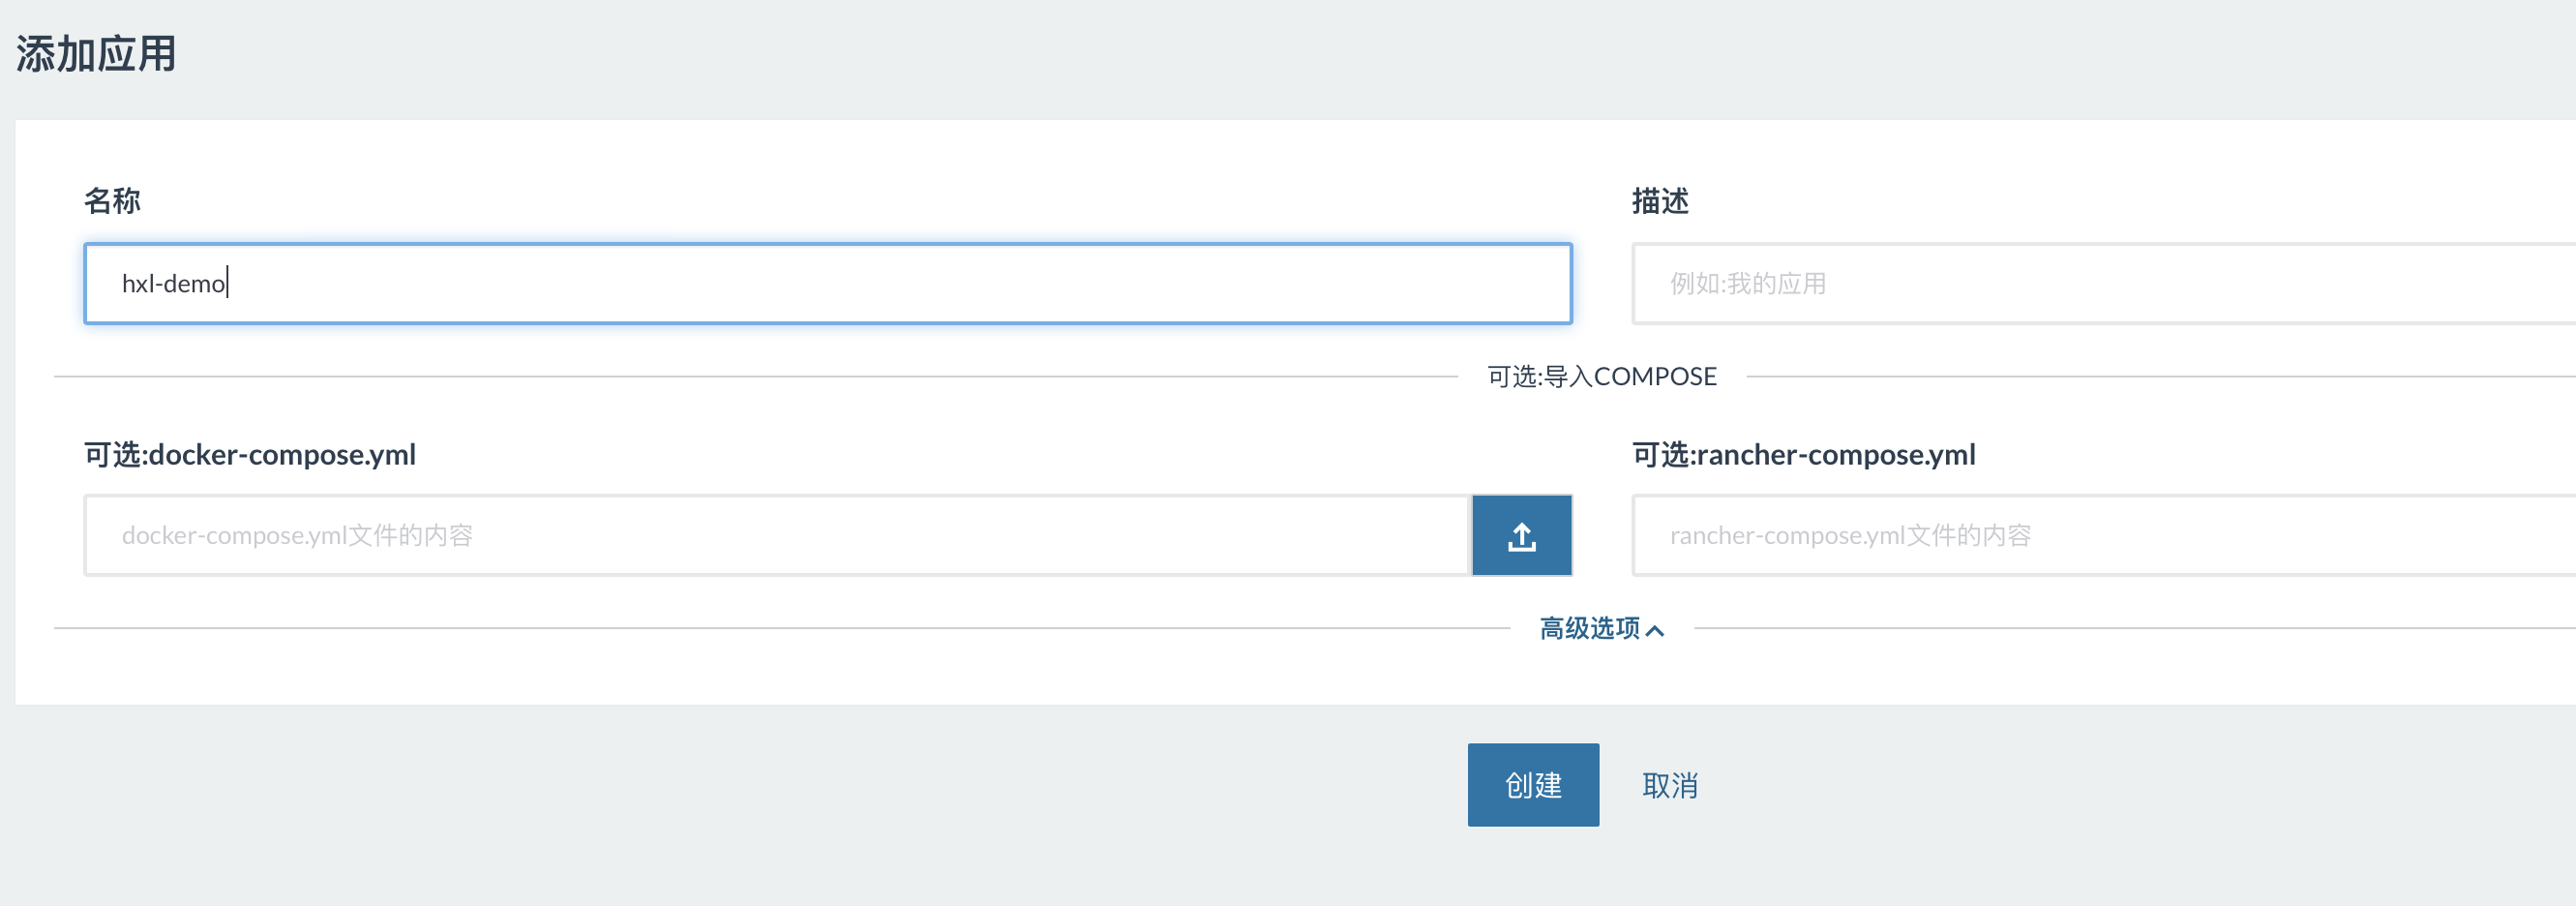 添加应用
名称
描述
hxl-demo
例如:我的应用
可选:导入COMPOSE
可选:docker-compose.yml
可选:rancher-compose.yml
docker-compose.yml文件的内容
rancher-compose.yml文件的内容
高级选项
创建
取消